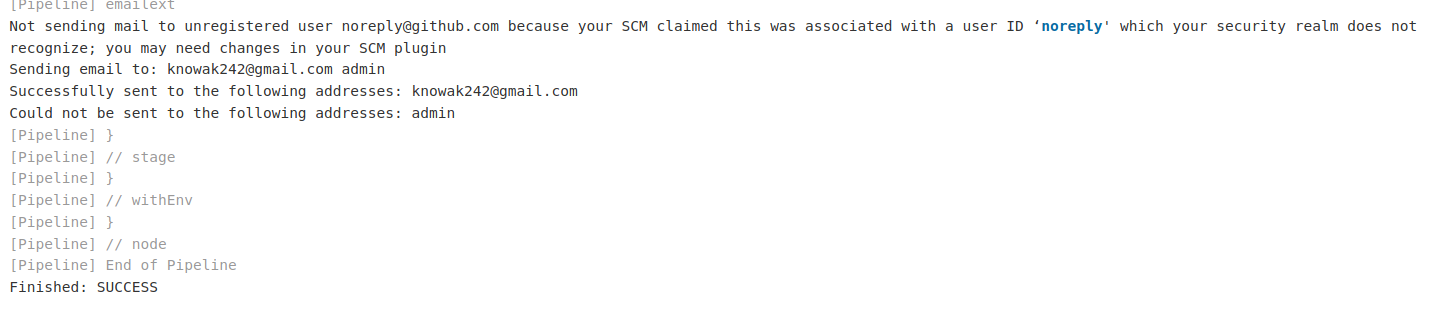 [Pipeline] emailext
Not sending mail to unregistered user noreply@github.com because your SCM claimed this was associated with a user ID ‘noreply' which your security realm does not
recognize; you may need changes in your SCM plugin
Sending email to: knowak242@gmail.com admin
Successfully sent to the following addresses: knowak242@gmail.com
Could not be sent to the following addresses: admin
[Pipeline] }
[Pipeline] // stage
[Pipeline] }
[Pipeline] // withEnv
[Pipeline] }
[Pipeline] // node
[Pipeline] End of Pipeline
Finished: SUCCESS